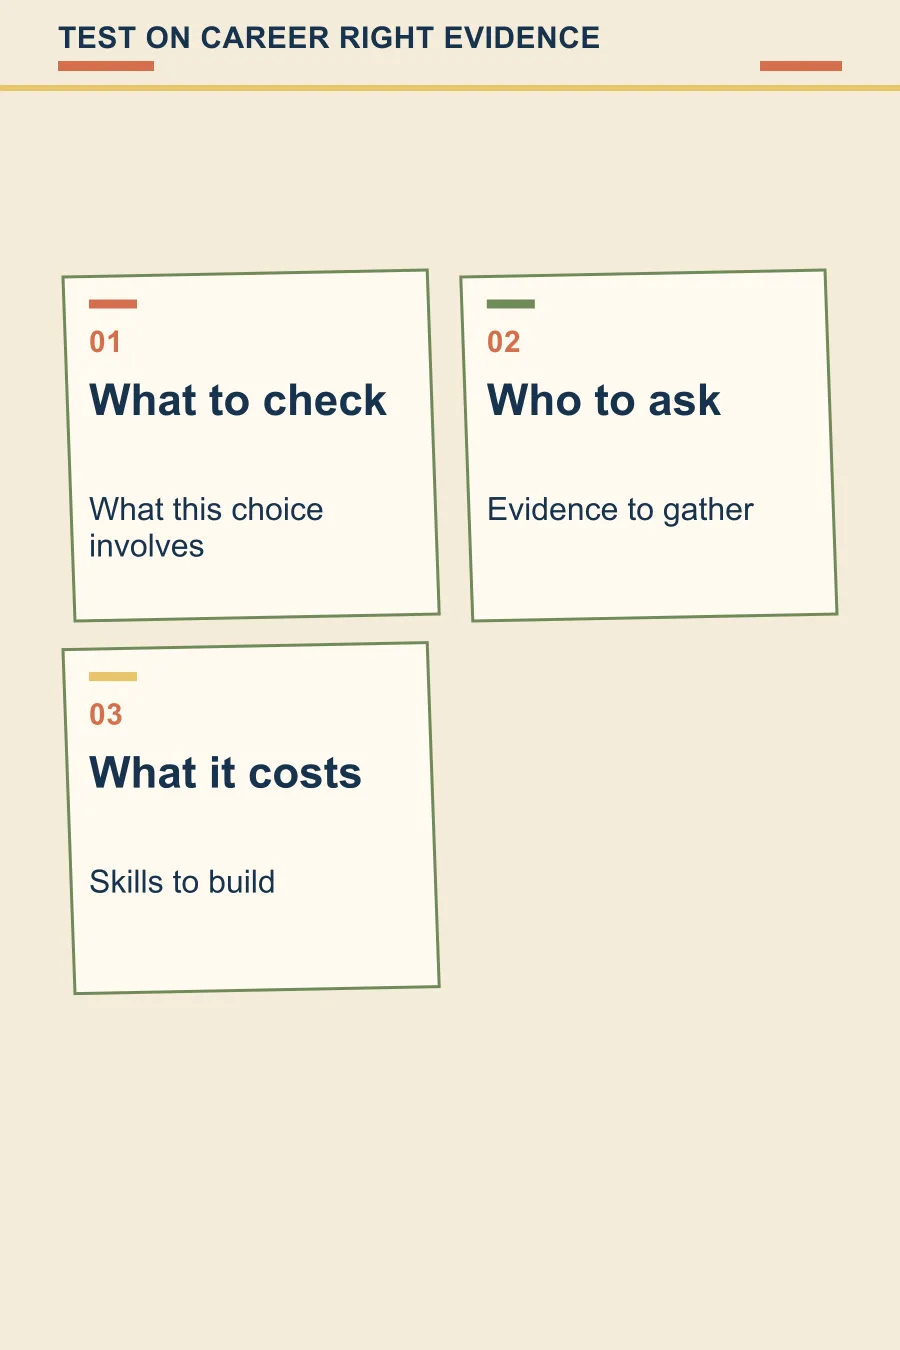 TEST ON CAREER RIGHT EVIDENCE
01
What to check
What this choice
involves
02
Who to ask
Evidence to gather
03
What it costs
Skills to build